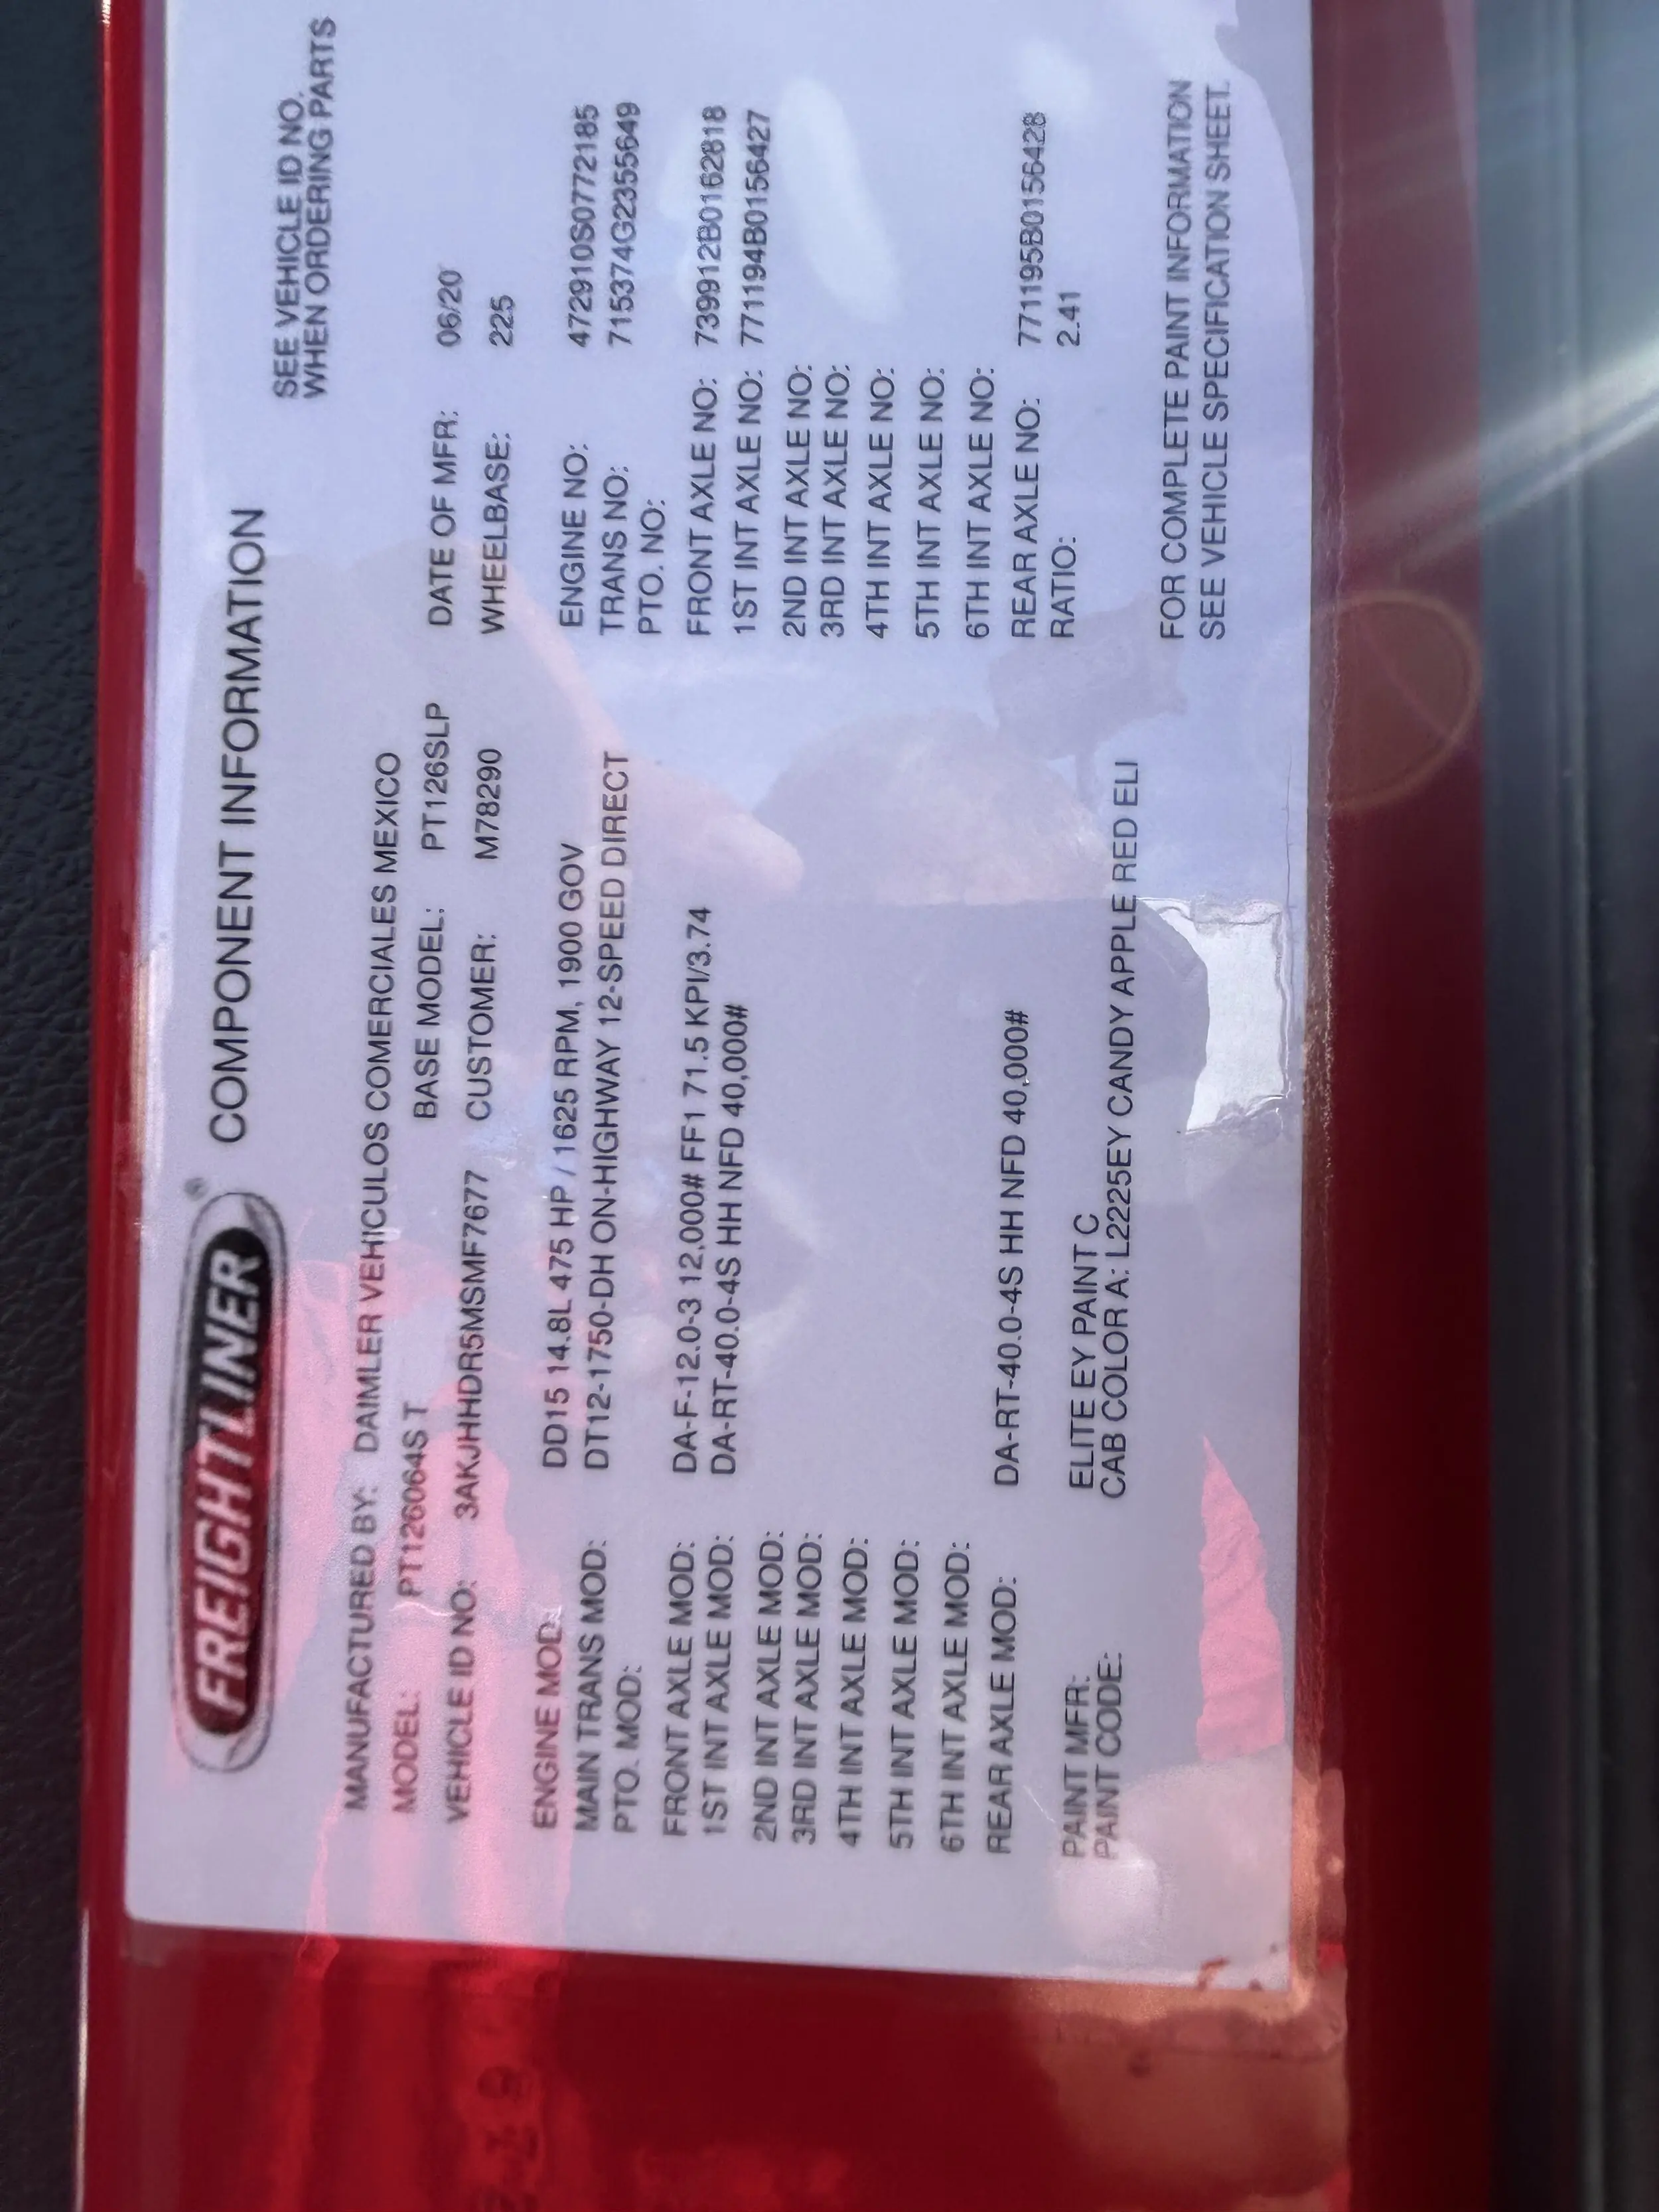 FREIGHTLINER® COMPONENT INFORMATION
SEE VEHICLE ID NO.
WHEN ORDERING PARTS
MANUFACTURED BY: DAIMLER VEHICULOS COMERCIALES MEXICO
MODEL: PT126064S T BASE MODEL: PT126SLP DATE OF MFR: 06/20
VEHICLE ID NO: 3AKJHHDR5MSMF7677 CUSTOMER: M78290 WHEELBASE: 225
ENGINE MOD: DD15 14.8L 475 HP / 1625 RPM, 1900 GOV ENGINE NO: 472910S0772185
MAIN TRANS MOD: DT12-1750-DH ON-HIGHWAY 12-SPEED DIRECT TRANS NO: 715374G2355649
PTO. MOD: PTO. NO:
FRONT AXLE MOD: DA-F-12.0-3 12,000# FF1 71.5 KPI/3.74 FRONT AXLE NO: 739912B0162818
1ST INT AXLE MOD: DA-RT-40.0-4S HH NFD 40,000# 1ST INT AXLE NO: 771194B0156427
2ND INT AXLE MOD: 2ND INT AXLE NO:
3RD INT AXLE MOD: 3RD INT AXLE NO:
4TH INT AXLE MOD: 4TH INT AXLE NO:
5TH INT AXLE MOD: 5TH INT AXLE NO:
6TH INT AXLE MOD: 6TH INT AXLE NO:
REAR AXLE MOD: DA-RT-40.0-4S HH NFD 40,000# REAR AXLE NO: 771195B0156428
RATIO: 2.41
PAINT MFR: ELITE EY PAINT C
PAINT CODE: CAB COLOR A: L2225EY CANDY APPLE RED ELI
FOR COMPLETE PAINT INFORMATION
SEE VEHICLE SPECIFICATION SHEET.